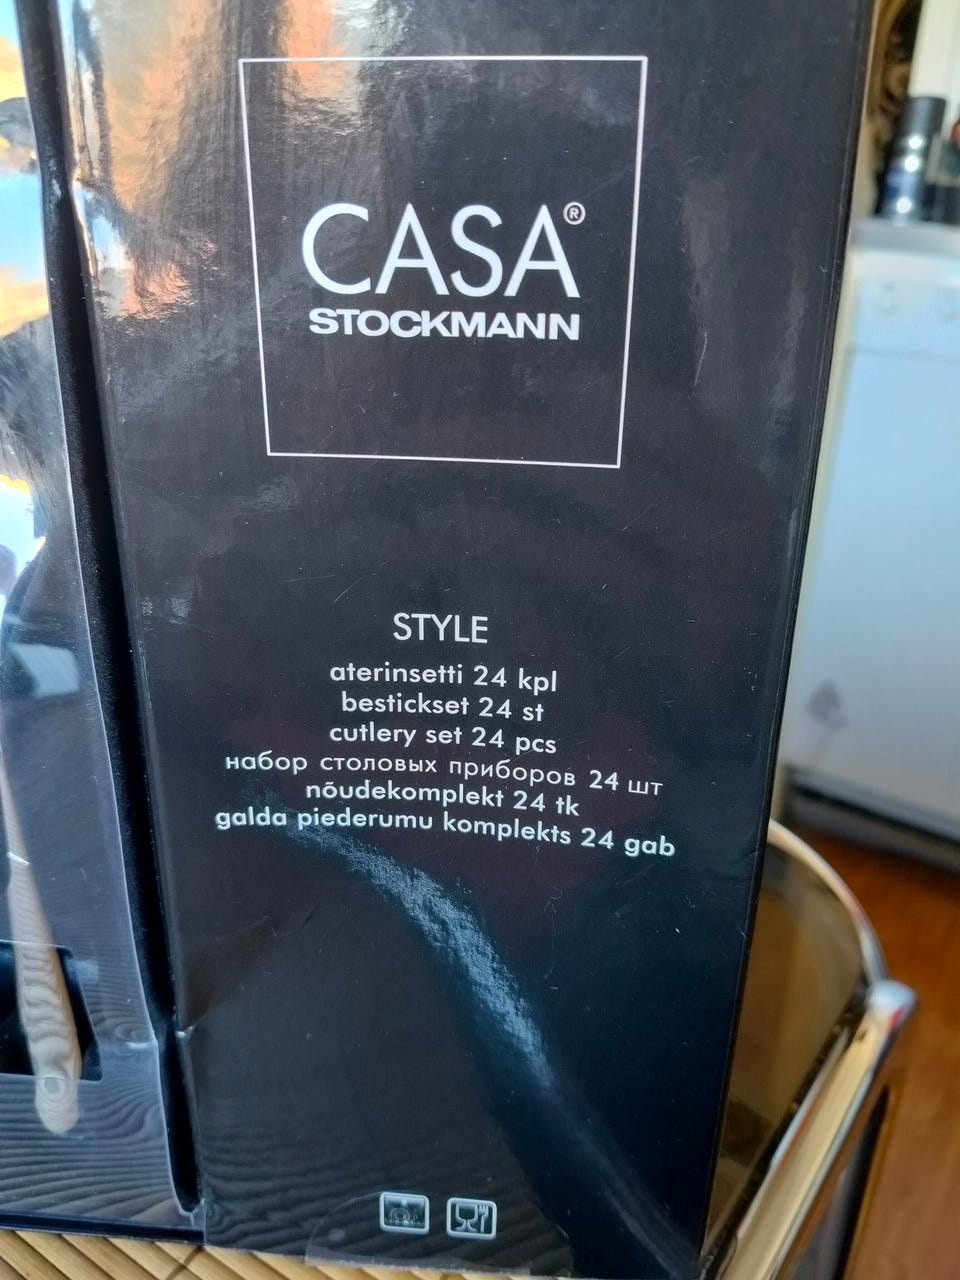 CASA®
STOCKMANN
STYLE
aterinsetti 24 kpl
bestickset 24 st
cutlery set 24 pcs
набор столовых приборов 24 шт
nõudekomplekt 24 tk
galda piederumu komplekts 24 gab